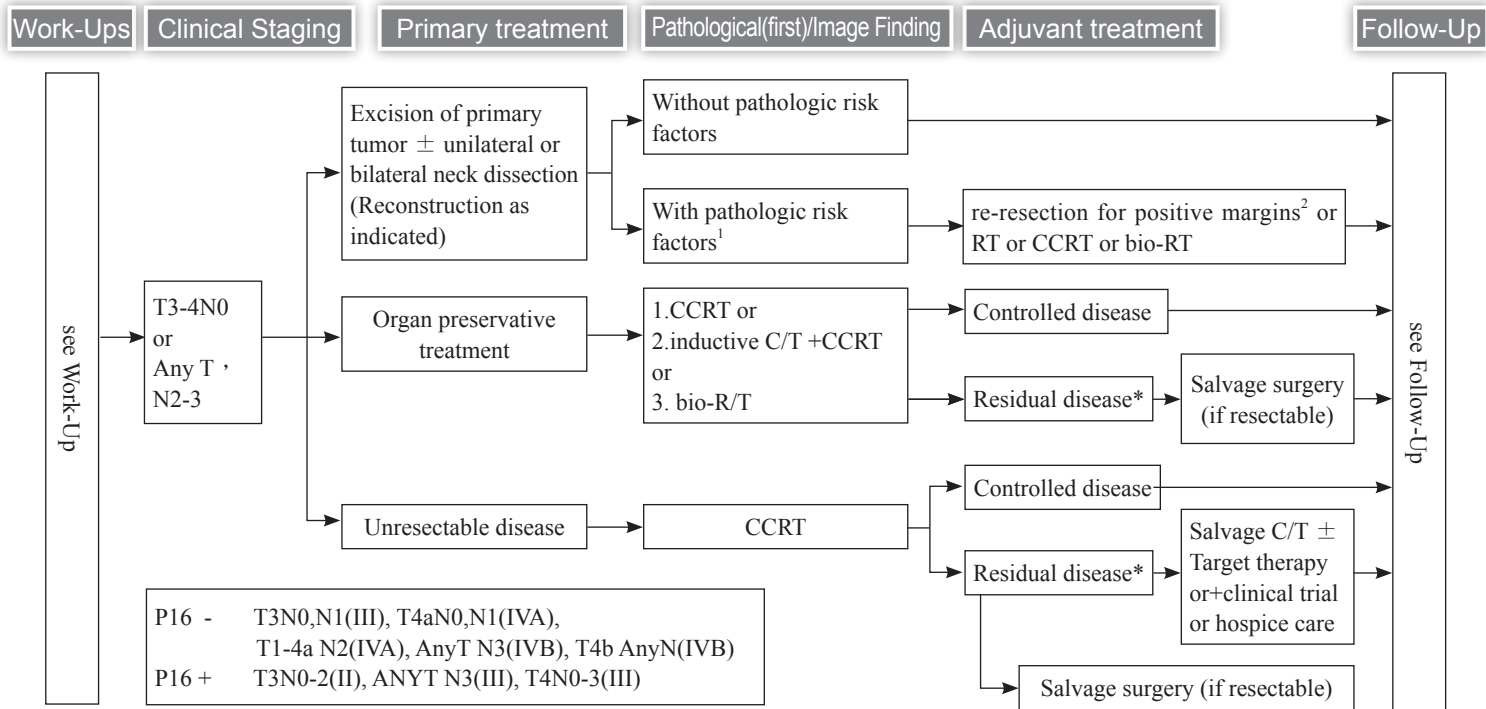 Work-Ups
Clinical Staging
Primary treatment
Pathological(first)/Image Finding
Adjuvant treatment
Follow-Up
see Work-Up
T3-4N0
or
Any T，
N2-3
Excision of primary
tumor ± unilateral or
bilateral neck dissection
(Reconstruction as
indicated)
Without pathologic risk
factors
With pathologic risk
factors¹
re-resection for positive margins² or
RT or CCRT or bio-RT
Organ preservative
treatment
1.CCRT or
2.inductive C/T +CCRT
or
3. bio-R/T
Controlled disease
Residual disease*
Salvage surgery
(if resectable)
Unresectable disease
CCRT
Controlled disease
Residual disease*
Salvage C/T ±
Target therapy
or+clinical trial
or hospice care
Salvage surgery (if resectable)
see Follow-Up
P16 - T3N0,N1(III), T4aN0,N1(IVA),
T1-4a N2(IVA), AnyT N3(IVB), T4b AnyN(IVB)
P16 + T3N0-2(II), ANYT N3(III), T4N0-3(III)